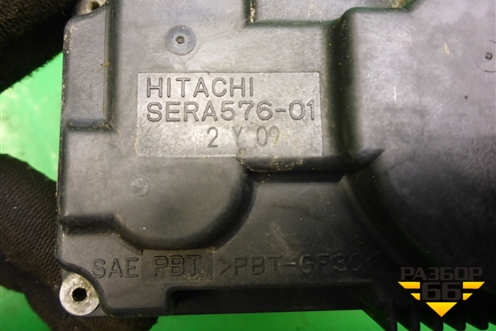 HITACHI
SERA576-01
2 Y 09
SAE PBT >PBT-GF30<
РАЗБОР
66